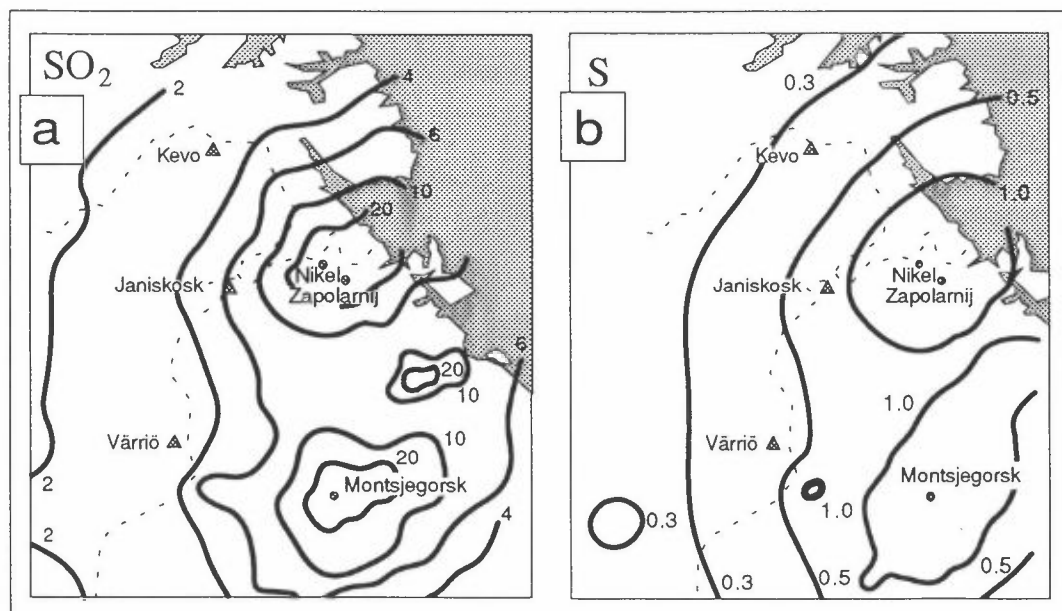 SO2
a
2
4
6
10
20
Kevo
Janiskosk
Nikel
Zapolarnij
20
10
6
Värriö
10
20
Montsjegorsk
2
2
4
S
b
0.3
0.5
1.0
Kevo
Janiskosk
Nikel
Zapolarnij
1.0
Värriö
Montsjegorsk
1.0
0.3
0.3
0.5
0.5